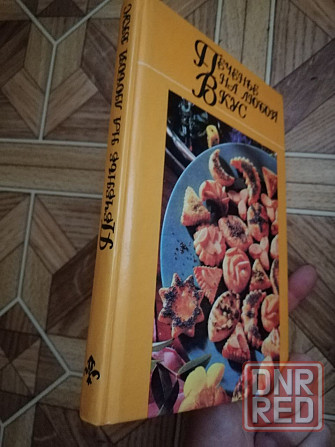 Печенье
на любой
вкус
Печенье на любой вкус
DNR
RED